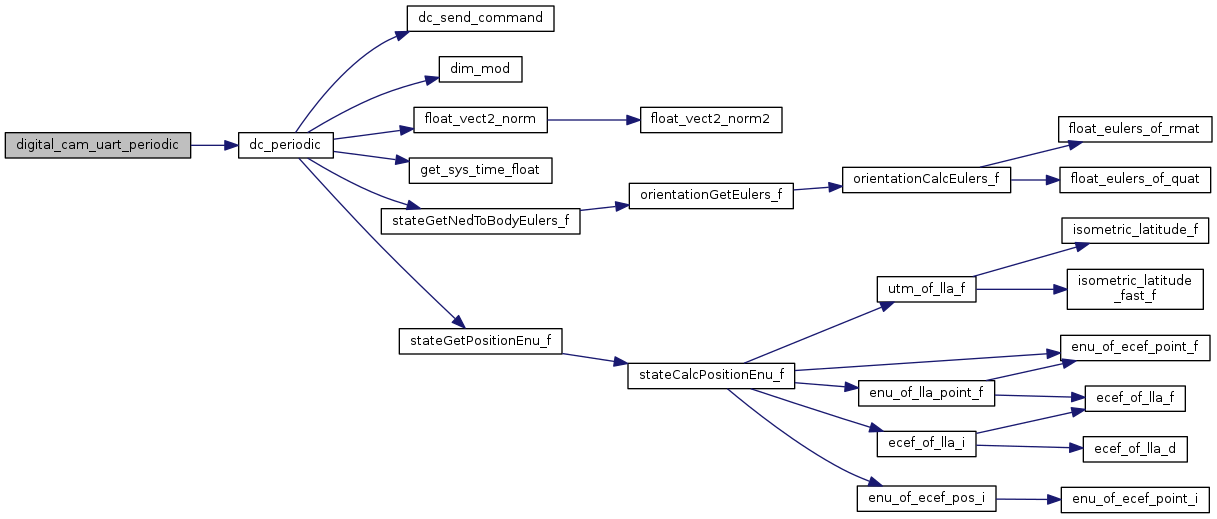 digital_cam_uart_periodic
dc_periodic
dc_send_command
dim_mod
float_vect2_norm
float_vect2_norm2
get_sys_time_float
stateGetNedToBodyEulers_f
orientationGetEulers_f
orientationCalcEulers_f
float_eulers_of_rmat
float_eulers_of_quat
stateGetPositionEnu_f
stateCalcPositionEnu_f
utm_of_lla_f
isometric_latitude_f
isometric_latitude
_fast_f
enu_of_ecef_point_f
enu_of_lla_point_f
ecef_of_lla_f
ecef_of_lla_i
ecef_of_lla_d
enu_of_ecef_pos_i
enu_of_ecef_point_i